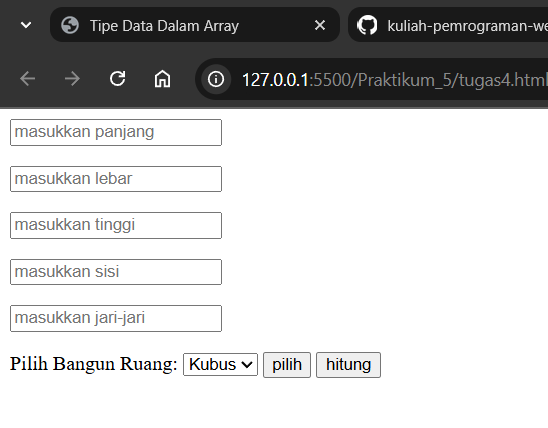 Tipe Data Dalam Array
kuliah-pemrograman-we
127.0.0.1:5500/Praktikum_5/tugas4.html
masukkan panjang
masukkan lebar
masukkan tinggi
masukkan sisi
masukkan jari-jari
Pilih Bangun Ruang: Kubus pilih hitung